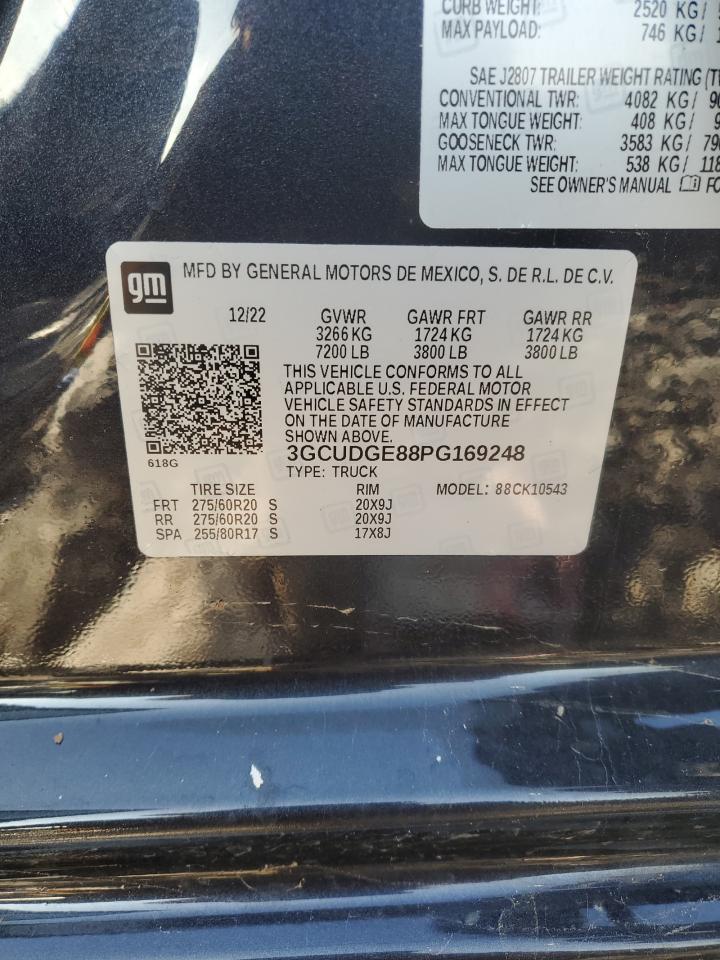 CURB WEIGHT: 2520 KG/
MAX PAYLOAD: 746 KG/
SAE J2807 TRAILER WEIGHT RATING
CONVENTIONAL TWR: 4082 KG/
MAX TONGUE WEIGHT: 408 KG/
GOOSENECK TWR: 3583 KG/
MAX TONGUE WEIGHT: 538 KG/
SEE OWNER'S MANUAL
gm MFD BY GENERAL MOTORS DE MEXICO, S. DE R.L. DE C.V.
12/22 GVWR GAWR FRT GAWR RR
3266 KG 1724 KG 1724 KG
7200 LB 3800 LB 3800 LB
THIS VEHICLE CONFORMS TO ALL
APPLICABLE U.S. FEDERAL MOTOR
VEHICLE SAFETY STANDARDS IN EFFECT
ON THE DATE OF MANUFACTURE
SHOWN ABOVE.
3GCUDGE88PG169248
618G
TYPE: TRUCK
TIRE SIZE RIM MODEL: 88CK10543
FRT 275/60R20 S 20X9J
RR 275/60R20 S 20X9J
SPA 255/80R17 S 17X8J